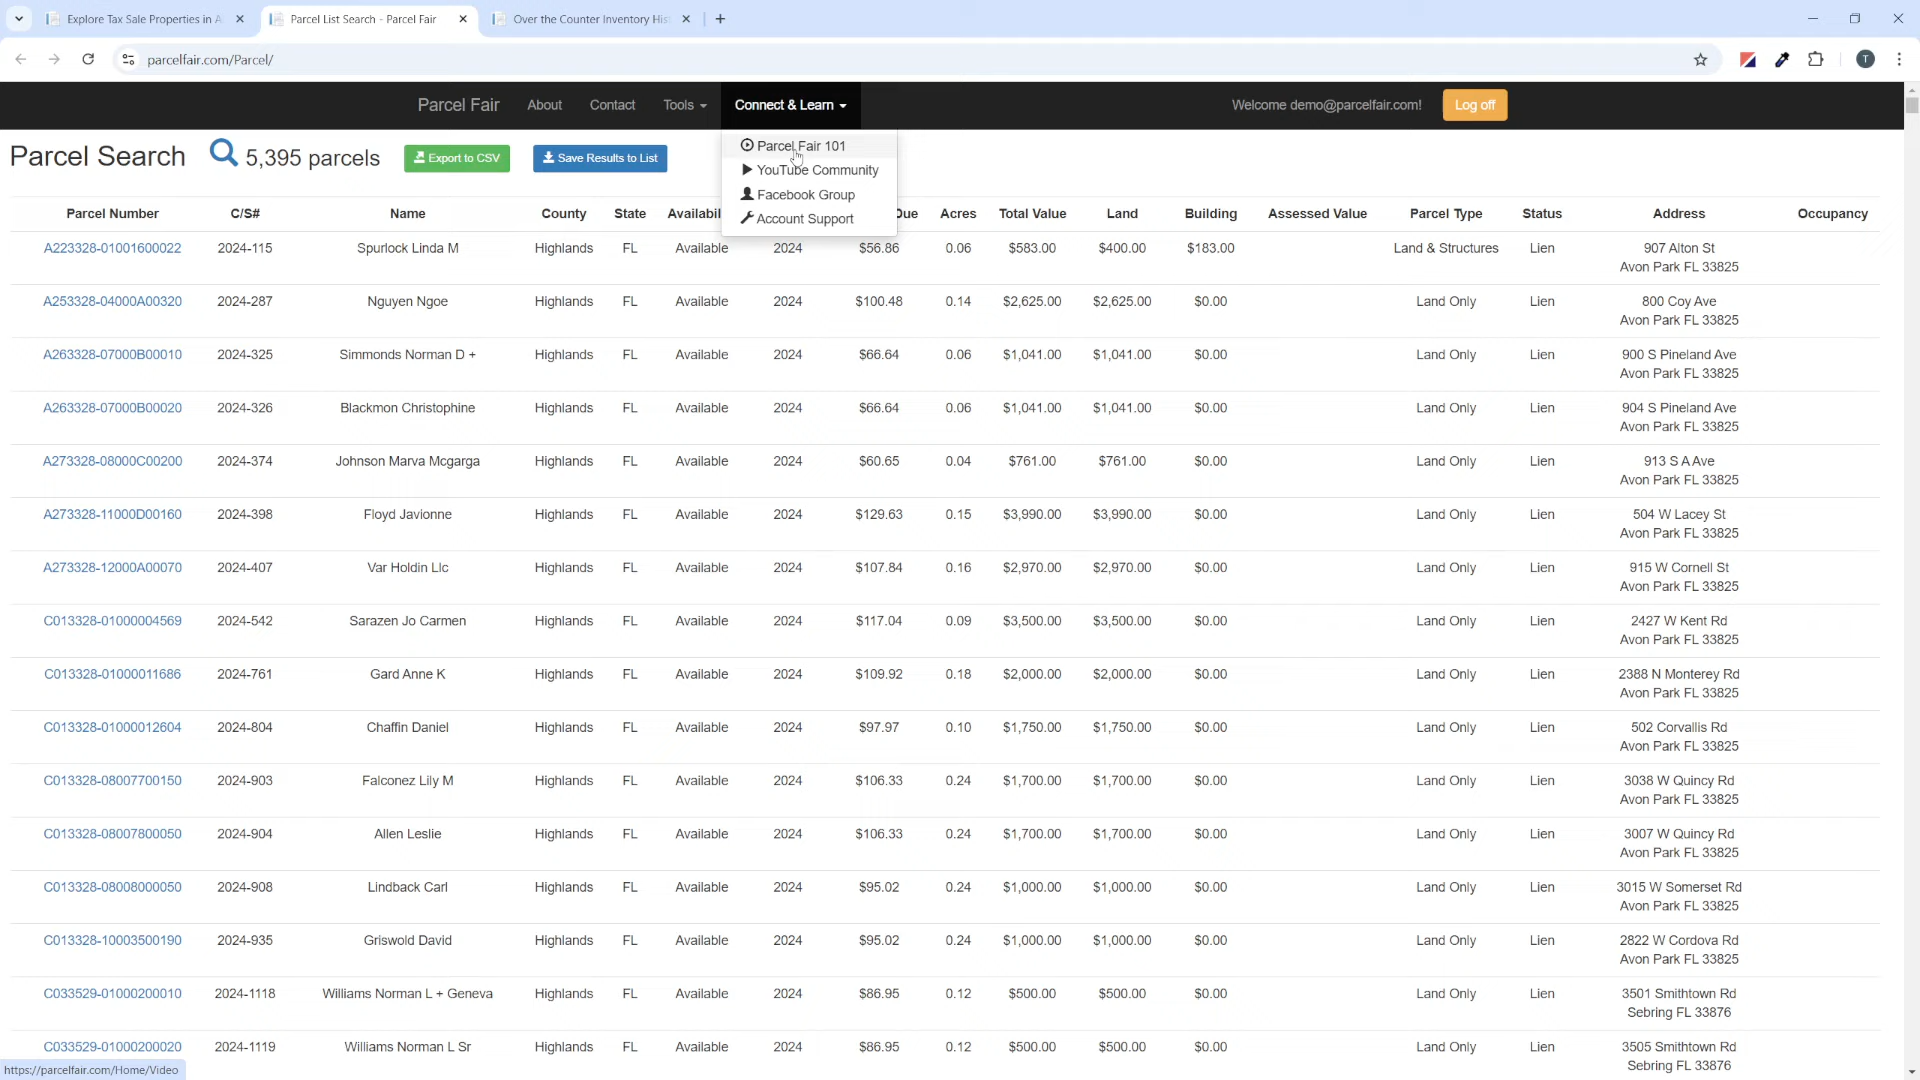 Explore Tax Sale Properties in A
Parcel List Search - Parcel Fair
Over the Counter Inventory His
parcelfair.com/Parcel/
T
Parcel Fair About Contact Tools Connect & Learn Welcome demo@parcelfair.com! Log off
Parcel Fair 101
YouTube Community
Facebook Group
Account Support
Parcel Search 5,395 parcels Export to CSV Save Results to List
Parcel Number C/S# Name County State Availabil Due Acres Total Value Land Building Assessed Value Parcel Type Status Address Occupancy
A223328-01001600022 2024-115 Spurlock Linda M Highlands FL Available 2024 $56.86 0.06 $583.00 $400.00 $183.00 Land & Structures Lien 907 Alton St
Avon Park FL 33825
A253328-04000A00320 2024-287 Nguyen Ngoe Highlands FL Available 2024 $100.48 0.14 $2,625.00 $2,625.00 $0.00 Land Only Lien 800 Coy Ave
Avon Park FL 33825
A263328-07000B00010 2024-325 Simmonds Norman D + Highlands FL Available 2024 $66.64 0.06 $1,041.00 $1,041.00 $0.00 Land Only Lien 900 S Pineland Ave
Avon Park FL 33825
A263328-07000B00020 2024-326 Blackmon Christophine Highlands FL Available 2024 $66.64 0.06 $1,041.00 $1,041.00 $0.00 Land Only Lien 904 S Pineland Ave
Avon Park FL 33825
A273328-08000C00200 2024-374 Johnson Marva Mcgarga Highlands FL Available 2024 $60.65 0.04 $761.00 $761.00 $0.00 Land Only Lien 913 S A Ave
Avon Park FL 33825
A273328-11000D00160 2024-398 Floyd Javionne Highlands FL Available 2024 $129.63 0.15 $3,990.00 $3,990.00 $0.00 Land Only Lien 504 W Lacey St
Avon Park FL 33825
A273328-12000A00070 2024-407 Var Holdin Llc Highlands FL Available 2024 $107.84 0.16 $2,970.00 $2,970.00 $0.00 Land Only Lien 915 W Cornell St
Avon Park FL 33825
C013328-01000004569 2024-542 Sarazen Jo Carmen Highlands FL Available 2024 $117.04 0.09 $3,500.00 $3,500.00 $0.00 Land Only Lien 2427 W Kent Rd
Avon Park FL 33825
C013328-01000011686 2024-761 Gard Anne K Highlands FL Available 2024 $109.92 0.18 $2,000.00 $2,000.00 $0.00 Land Only Lien 2388 N Monterey Rd
Avon Park FL 33825
C013328-01000012604 2024-804 Chaffin Daniel Highlands FL Available 2024 $97.97 0.10 $1,750.00 $1,750.00 $0.00 Land Only Lien 502 Corvallis Rd
Avon Park FL 33825
C013328-08007700150 2024-903 Falconez Lily M Highlands FL Available 2024 $106.33 0.24 $1,700.00 $1,700.00 $0.00 Land Only Lien 3038 W Quincy Rd
Avon Park FL 33825
C013328-08007800050 2024-904 Allen Leslie Highlands FL Available 2024 $106.33 0.24 $1,700.00 $1,700.00 $0.00 Land Only Lien 3007 W Quincy Rd
Avon Park FL 33825
C013328-08008000050 2024-908 Lindback Carl Highlands FL Available 2024 $95.02 0.24 $1,000.00 $1,000.00 $0.00 Land Only Lien 3015 W Somerset Rd
Avon Park FL 33825
C013328-10003500190 2024-935 Griswold David Highlands FL Available 2024 $95.02 0.24 $1,000.00 $1,000.00 $0.00 Land Only Lien 2822 W Cordova Rd
Avon Park FL 33825
C033529-01000200010 2024-1118 Williams Norman L + Geneva Highlands FL Available 2024 $86.95 0.12 $500.00 $500.00 $0.00 Land Only Lien 3501 Smithtown Rd
Sebring FL 33876
C033529-01000200020 2024-1119 Williams Norman L Sr Highlands FL Available 2024 $86.95 0.12 $500.00 $500.00 $0.00 Land Only Lien 3505 Smithtown Rd
Sebring FL 33876
https://parcelfair.com/Home/Video